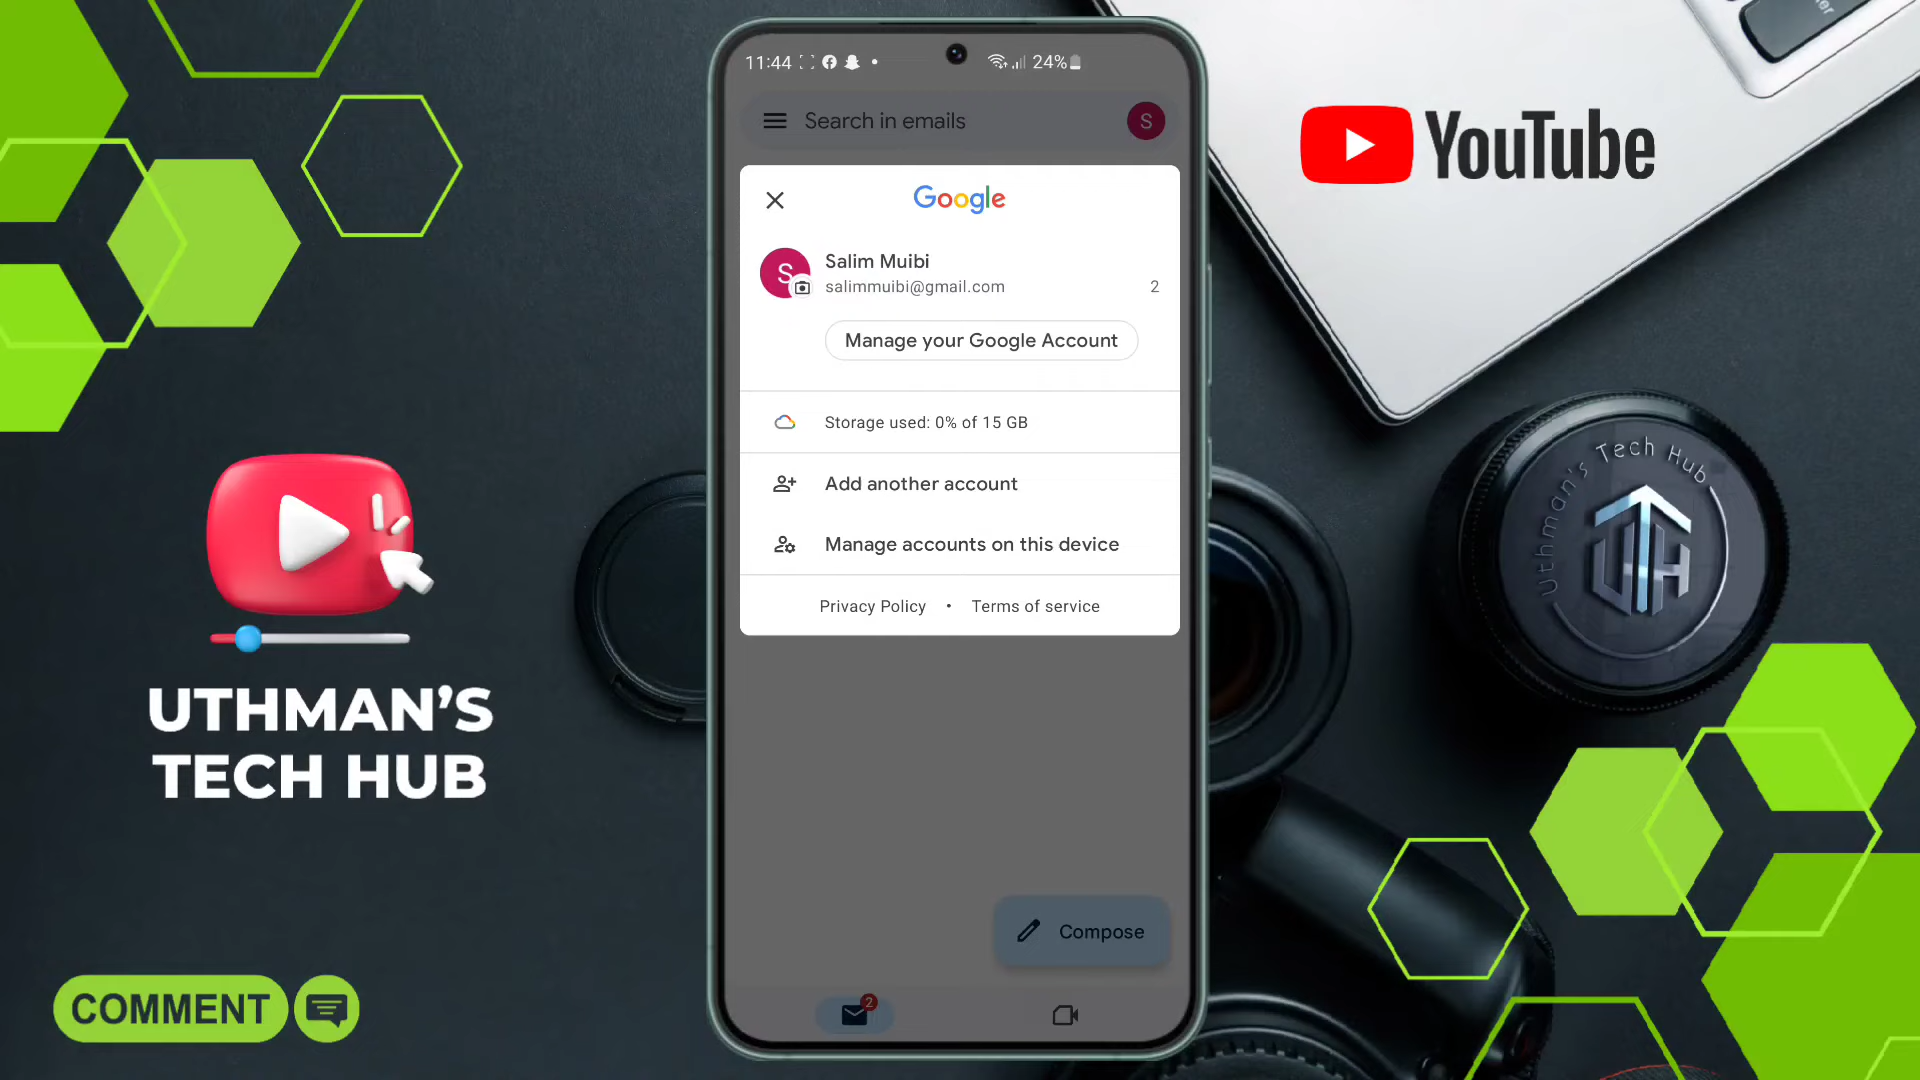 11:44
24%
Search in emails
S
Google
S
Salim Muibi
salimmuibi@gmail.com
2
Manage your Google Account
Storage used: 0% of 15 GB
Add another account
Manage accounts on this device
Privacy Policy • Terms of service
Compose
2
YouTube
Uthman's Tech Hub
UTH
UTHMAN'S
TECH HUB
COMMENT